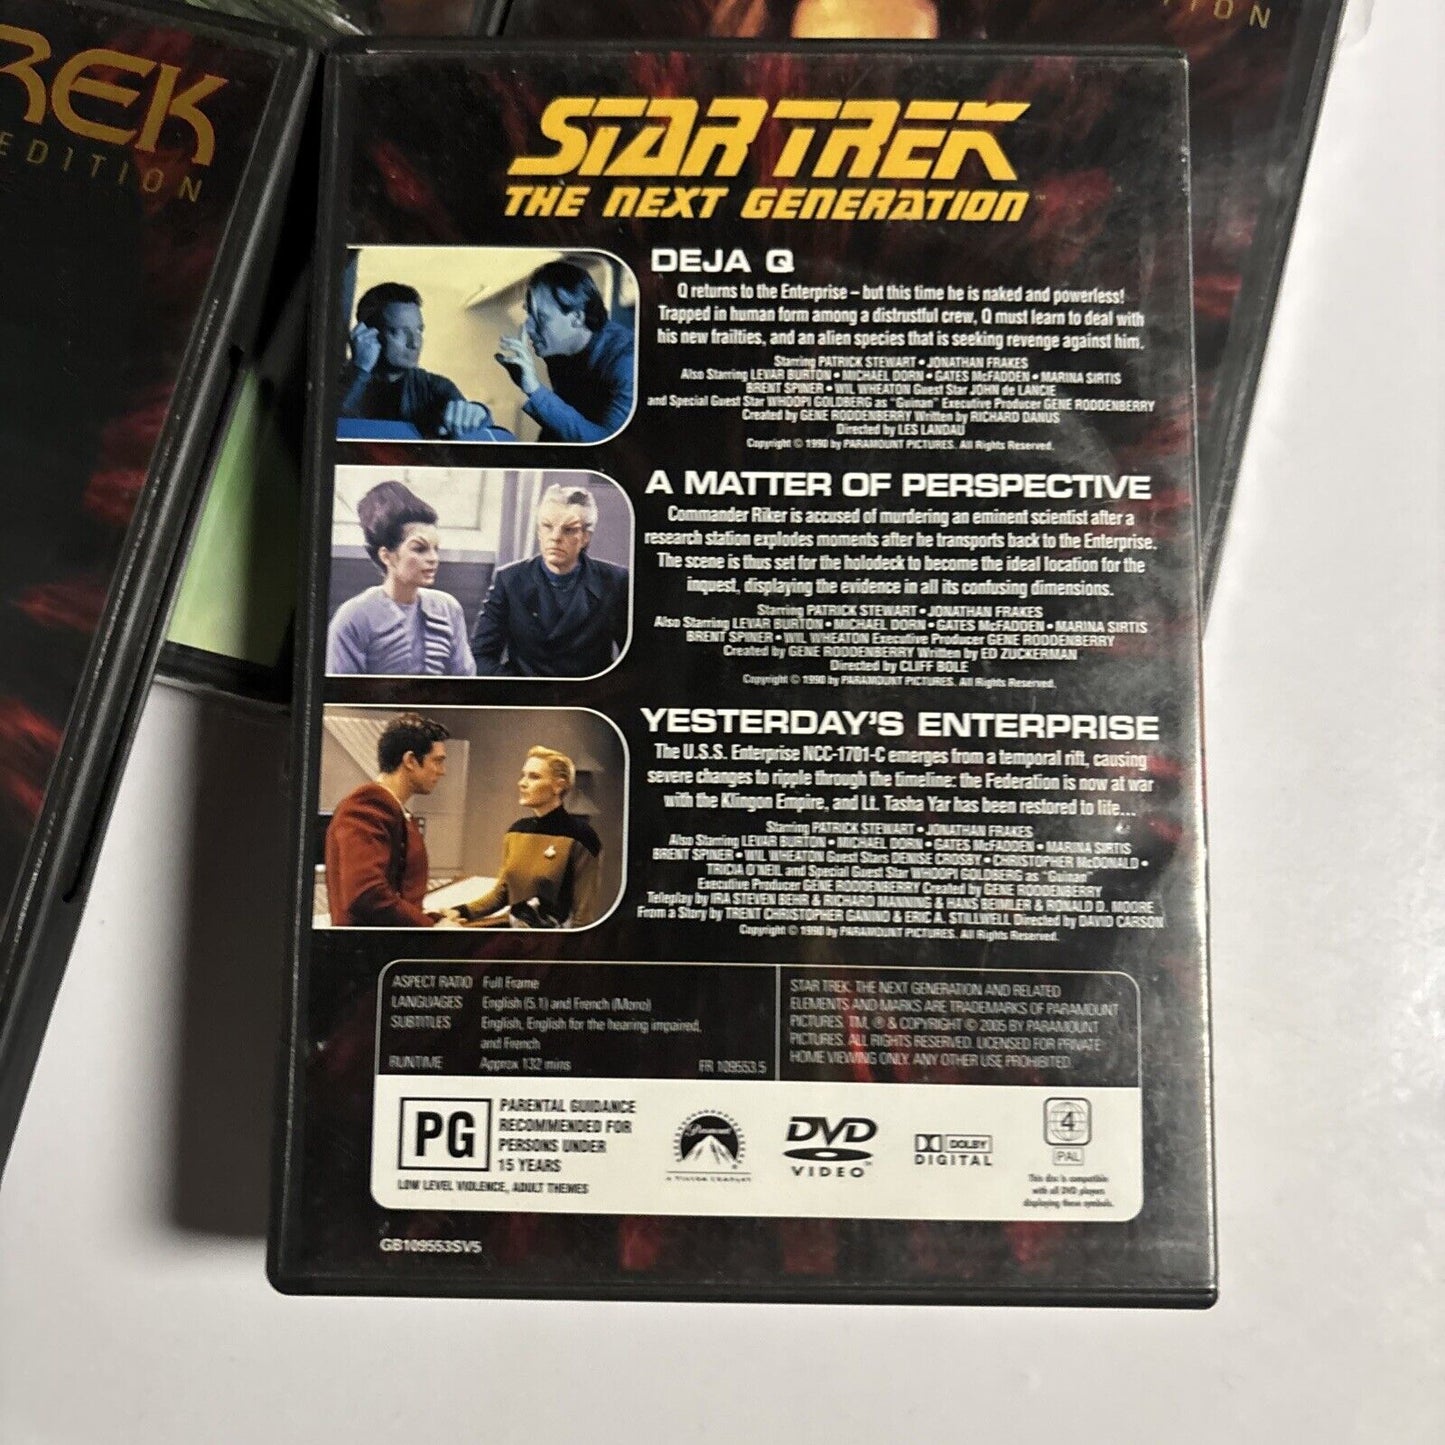 REK
EDITION
ITION
STAR TREK
THE NEXT GENERATION™
DEJA Q
Q returns to the Enterprise – but this time he is naked and powerless!
Trapped in human form among a distrustful crew, Q must learn to deal with
his new frailties, and an alien species that is seeking revenge against him.
Starring PATRICK STEWART • JONATHAN FRAKES
Also Starring LEVAR BURTON • MICHAEL DORN • GATES McFADDEN • MARINA SIRTIS
BRENT SPINER • WIL WHEATON Guest Star JOHN de LANCIE
and Special Guest Star WHOOPI GOLDBERG as "Guinan" Executive Producer GENE RODDENBERRY
Created by GENE RODDENBERRY Written by RICHARD DANUS
Directed by LES LANDAU
Copyright © 1990 by PARAMOUNT PICTURES. All Rights Reserved.
A MATTER OF PERSPECTIVE
Commander Riker is accused of murdering an eminent scientist after a
research station explodes moments after he transports back to the Enterprise.
The scene is thus set for the holodeck to become the ideal location for the
inquest, displaying the evidence in all its confusing dimensions.
Starring PATRICK STEWART • JONATHAN FRAKES
Also Starring LEVAR BURTON • MICHAEL DORN • GATES McFADDEN • MARINA SIRTIS
BRENT SPINER • WIL WHEATON Executive Producer GENE RODDENBERRY
Created by GENE RODDENBERRY Written by ED ZUCKERMAN
Directed by CLIFF BOLE
Copyright © 1990 by PARAMOUNT PICTURES. All Rights Reserved.
YESTERDAY'S ENTERPRISE
The U.S.S. Enterprise NCC-1701-C emerges from a temporal rift, causing
severe changes to ripple through the timeline: the Federation is now at war
with the Klingon Empire, and Lt. Tasha Yar has been restored to life...
Starring PATRICK STEWART • JONATHAN FRAKES
Also Starring LEVAR BURTON • MICHAEL DORN • GATES McFADDEN • MARINA SIRTIS
BRENT SPINER • WIL WHEATON Guest Stars DENISE CROSBY • CHRISTOPHER McDONALD •
TRICIA O'NEIL and Special Guest Star WHOOPI GOLDBERG as "Guinan"
Executive Producer GENE RODDENBERRY Created by GENE RODDENBERRY
Teleplay by IRA STEVEN BEHR & RICHARD MANNING & HANS BEIMLER & RONALD D. MOORE
From a Story by TRENT CHRISTOPHER GANINO & ERIC A. STILLWELL Directed by DAVID CARSON
Copyright © 1990 by PARAMOUNT PICTURES. All Rights Reserved.
ASPECT RATIO Full Frame
LANGUAGES English (5.1) and French (Mono)
SUBTITLES English, English for the hearing impaired,
and French
RUNTIME Approx 132 mins FR 109553.5
STAR TREK: THE NEXT GENERATION AND RELATED
ELEMENTS AND MARKS ARE TRADEMARKS OF PARAMOUNT
PICTURES. TM, ® & COPYRIGHT © 2005 BY PARAMOUNT
PICTURES. ALL RIGHTS RESERVED. LICENSED FOR PRIVATE
HOME VIEWING ONLY. ANY OTHER USE PROHIBITED.
PG
PARENTAL GUIDANCE
RECOMMENDED FOR
PERSONS UNDER
15 YEARS
LOW LEVEL VIOLENCE, ADULT THEMES
Paramount
A VIACOM COMPANY
DVD
VIDEO™
DOLBY
DIGITAL
4
PAL
This disc is compatible
with all DVD players
displaying these symbols.
GB109553SV5